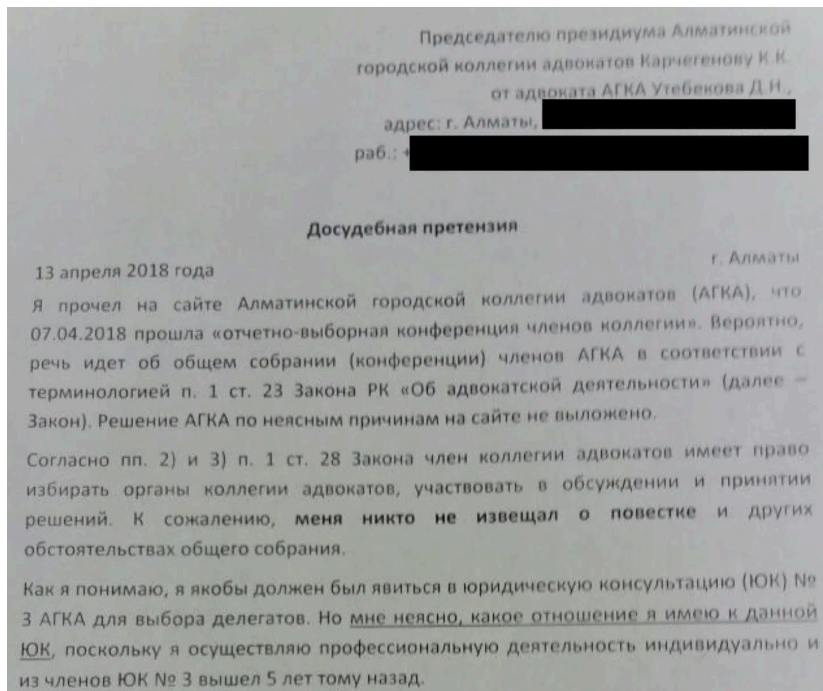 Председателю президиума Алматинской
городской коллегии адвокатов Карчегенову К.К.
от адвоката АГКА Утебекова Д.Н.,
адрес: г. Алматы,
раб.: +
Досудебная претензия
г. Алматы
13 апреля 2018 года
Я прочел на сайте Алматинской городской коллегии адвокатов (АГКА), что
07.04.2018 прошла «отчетно-выборная конференция членов коллегии». Вероятно,
речь идет об общем собрании (конференции) членов АГКА в соответствии с
терминологией п. 1 ст. 23 Закона РК «Об адвокатской деятельности» (далее –
Закон). Решение АГКА по неясным причинам на сайте не выложено.
Согласно пп. 2) и 3) п. 1 ст. 28 Закона член коллегии адвокатов имеет право
избирать органы коллегии адвокатов, участвовать в обсуждении и принятии
решений. К сожалению, меня никто не извещал о повестке и других
обстоятельствах общего собрания.
Как я понимаю, я якобы должен был явиться в юридическую консультацию (ЮК) №
3 АГКА для выбора делегатов. Но мне неясно, какое отношение я имею к данной
ЮК, поскольку я осуществляю профессиональную деятельность индивидуально и
из членов ЮК № 3 вышел 5 лет тому назад.